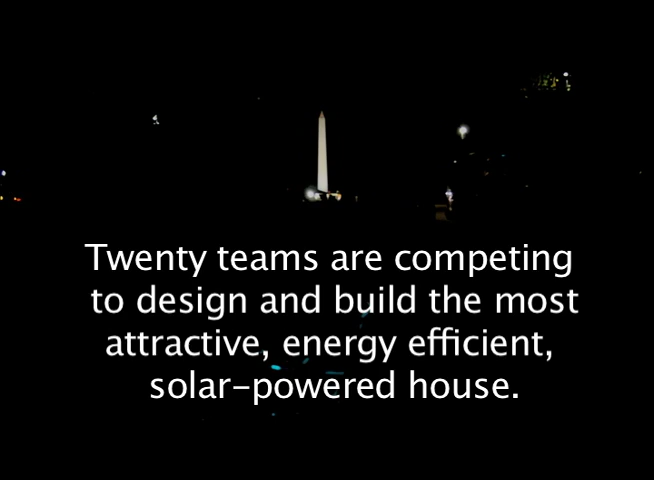 Twenty teams are competing
to design and build the most
attractive, energy efficient,
solar-powered house.